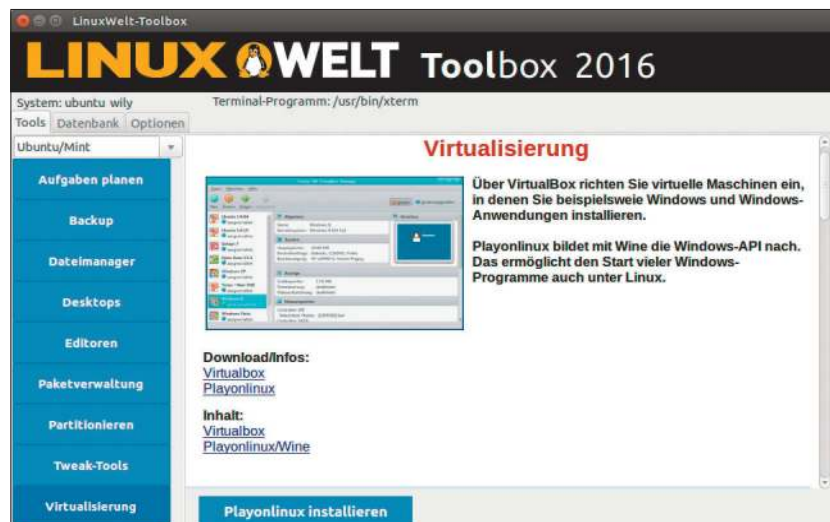 LinuxWelt-Toolbox
LINUX WELT Toolbox 2016
System: ubuntu wily
Terminal-Programm: /usr/bin/xterm
Tools Datenbank Optionen
Ubuntu/Mint
Aufgaben planen
Backup
Dateimanager
Desktops
Editoren
Paketverwaltung
Partitionieren
Tweak-Tools
Virtualisierung
Virtualisierung
Über VirtualBox richten Sie virtuelle Maschinen ein,
in denen Sie beispielsweie Windows und Windows-
Anwendungen installieren.
Playonlinux bildet mit Wine die Windows-API nach.
Das ermöglicht den Start vieler Windows-
Programme auch unter Linux.
Download/Infos:
Virtualbox
Playonlinux
Inhalt:
Virtualbox
Playonlinux/Wine
Playonlinux installieren